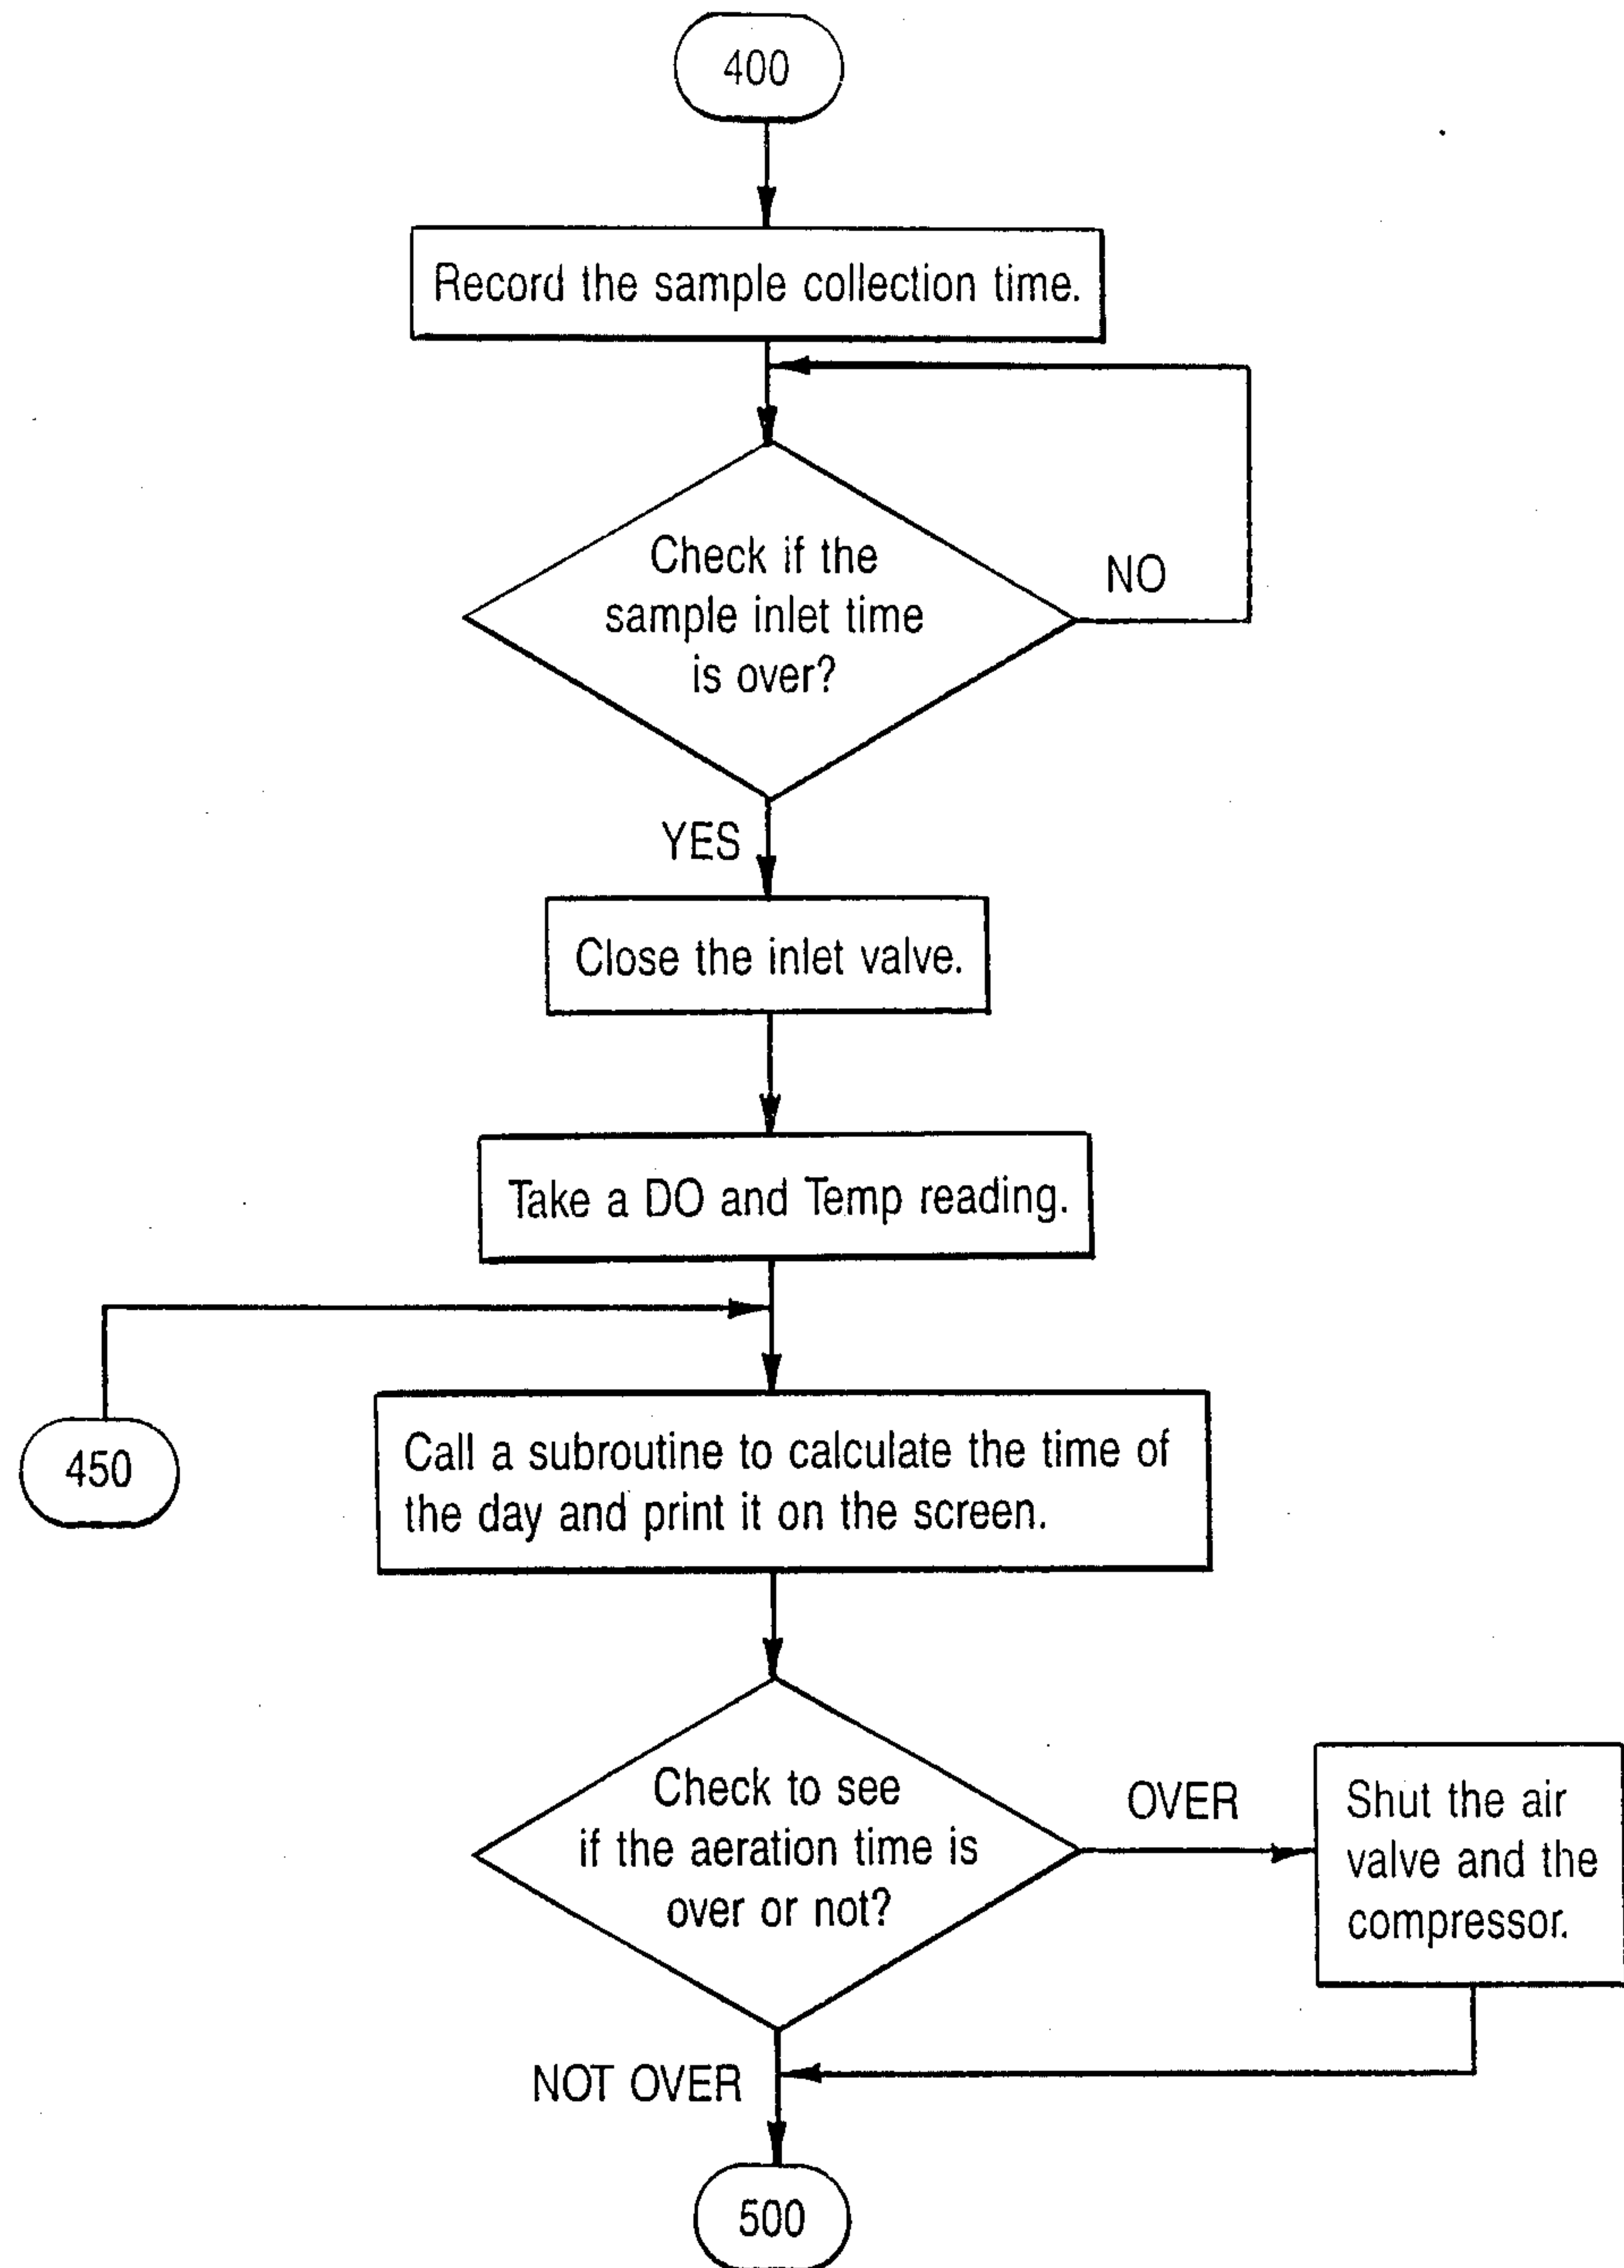 400
Record the sample collection time.
Check if the
sample inlet time
is over?
NO
YES
Close the inlet valve.
Take a DO and Temp reading.
450
Call a subroutine to calculate the time of
the day and print it on the screen.
Check to see
if the aeration time is
over or not?
OVER
Shut the air
valve and the
compressor.
NOT OVER
500